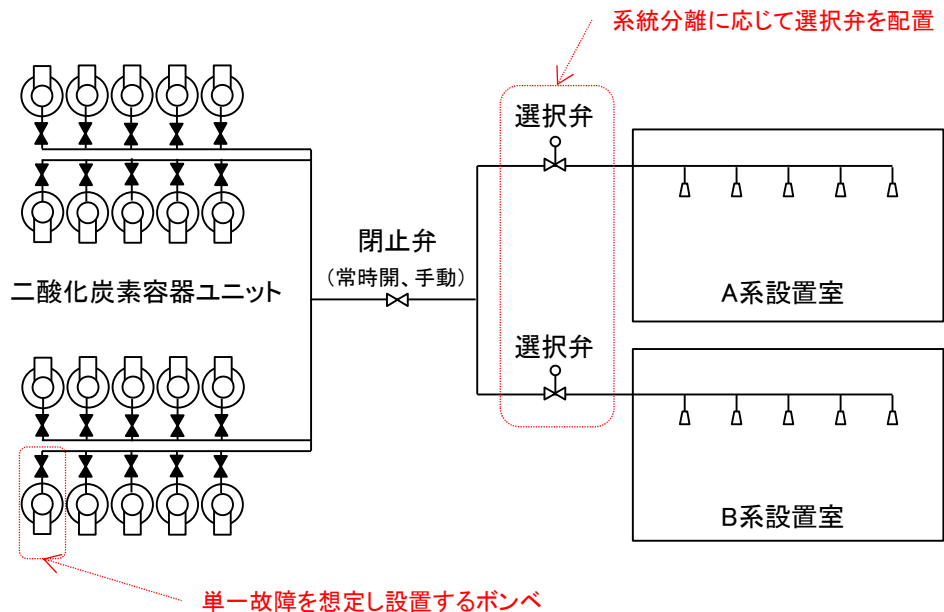 系統分離に応じて選択弁を配置
選択弁
閉止弁
（常時開、手動）
二酸化炭素容器ユニット
A系設置室
選択弁
B系設置室
単一故障を想定し設置するボンベ